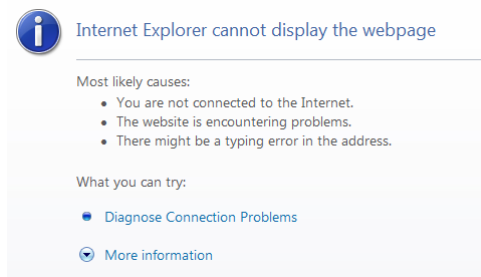 Internet Explorer cannot display the webpage
Most likely causes:
• You are not connected to the Internet.
• The website is encountering problems.
• There might be a typing error in the address.
What you can try:
Diagnose Connection Problems
More information